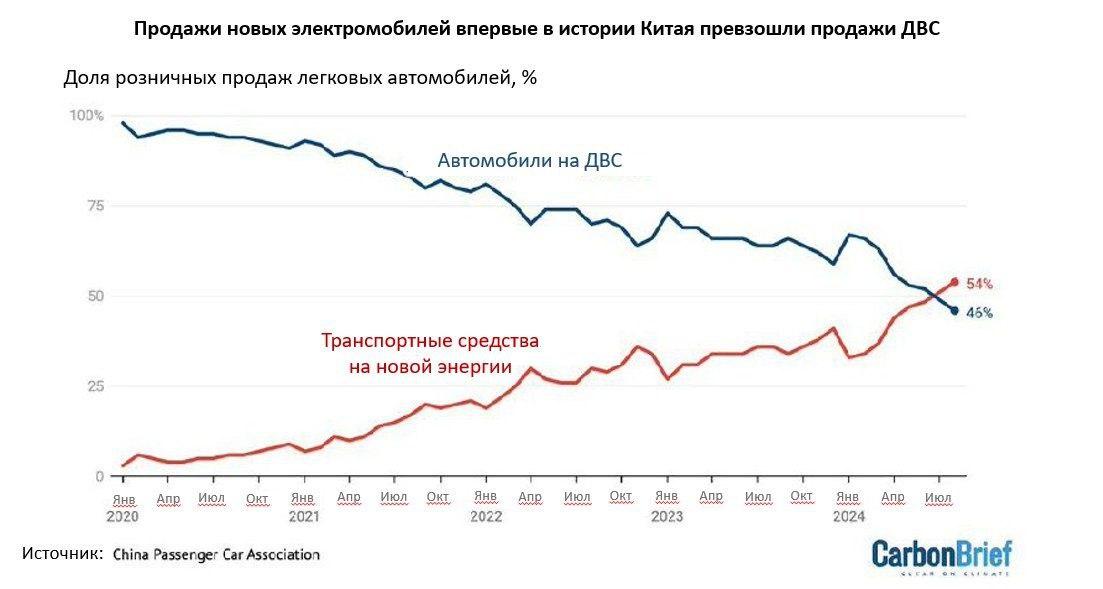 Продажи новых электромобилей впервые в истории Китая превзошли продажи ДВС
Доля розничных продаж легковых автомобилей, %
100%
Автомобили на ДВС
75
50
54%
46%
Транспортные средства
на новой энергии
25
0
Янв Апр Июл Окт Янв Апр Июл Окт Янв Апр Июл Окт Янв Апр Июл Окт Янв Апр Июл
2020 2021 2022 2023 2024
Источник: China Passenger Car Association
CarbonBrief
CLEAR ON CLIMATE